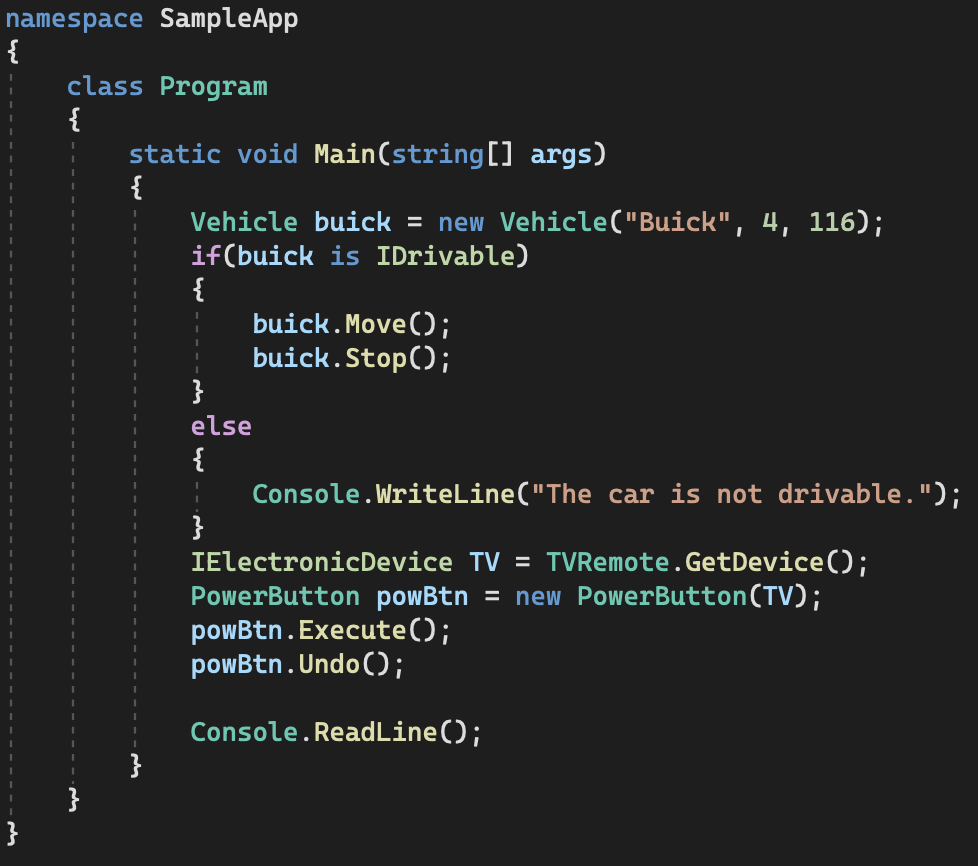 namespace SampleApp
{
    class Program
    {
        static void Main(string[] args)
        {
            Vehicle buick = new Vehicle("Buick", 4, 116);
            if(buick is IDrivable)
            {
                buick.Move();
                buick.Stop();
            }
            else
            {
                Console.WriteLine("The car is not drivable.");
            }
            IElectronicDevice TV = TVRemote.GetDevice();
            PowerButton powBtn = new PowerButton(TV);
            powBtn.Execute();
            powBtn.Undo();

            Console.ReadLine();
        }
    }
}